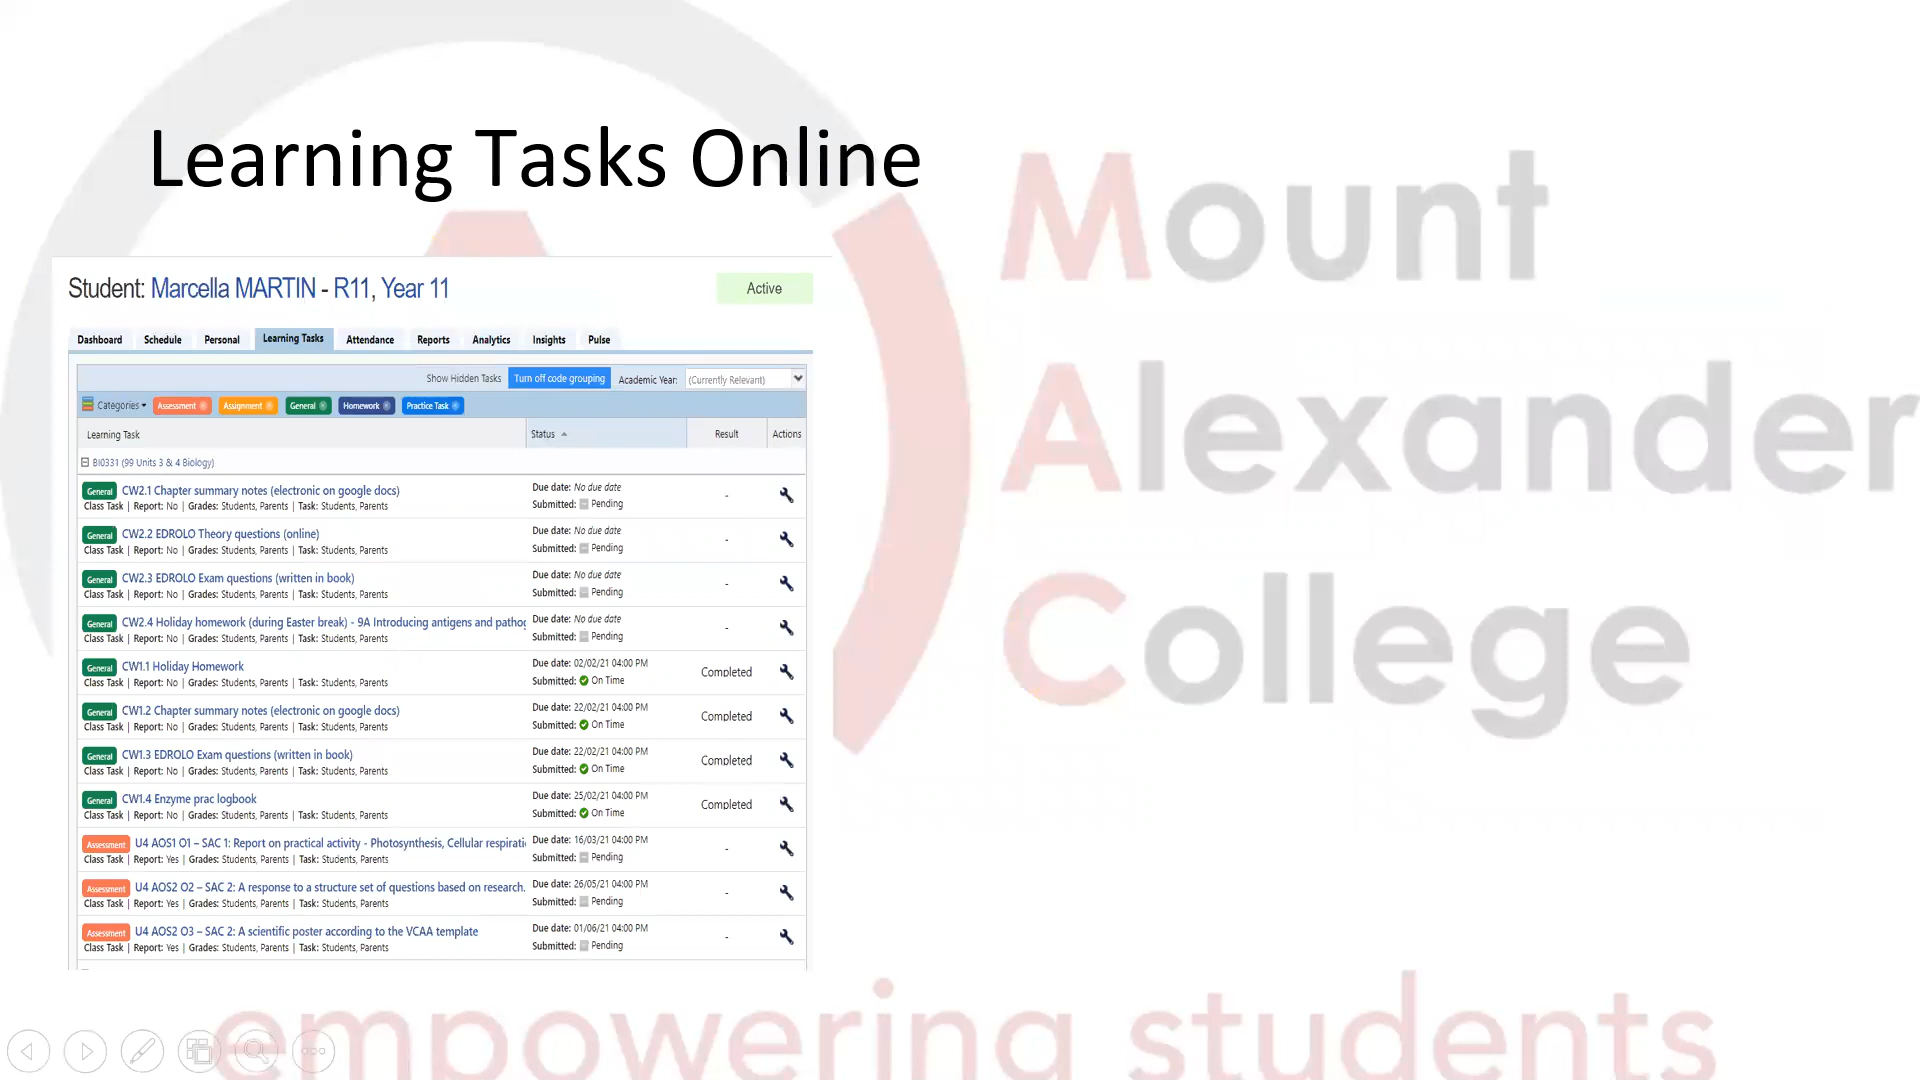 Learning Tasks Online
Mount
Alexander
College
empowering students
Student: Marcella MARTIN - R11, Year 11
Active
Dashboard Schedule Personal Learning Tasks Attendance Reports Analytics Insights Pulse
Show Hidden Tasks Turn off code grouping Academic Year: (Currently Relevant)
Categories Assessment Assignment General Homework Practice Task
Learning Task Status Result Actions
BI0331 (99 Units 3 & 4 Biology)
General CW2.1 Chapter summary notes (electronic on google docs) Due date: No due date
Class Task | Report: No | Grades: Students, Parents | Task: Students, Parents Submitted: Pending -
General CW2.2 EDROLO Theory questions (online) Due date: No due date
Class Task | Report: No | Grades: Students, Parents | Task: Students, Parents Submitted: Pending -
General CW2.3 EDROLO Exam questions (written in book) Due date: No due date
Class Task | Report: No | Grades: Students, Parents | Task: Students, Parents Submitted: Pending -
General CW2.4 Holiday homework (during Easter break) - 9A Introducing antigens and pathog Due date: No due date
Class Task | Report: No | Grades: Students, Parents | Task: Students, Parents Submitted: Pending -
General CW1.1 Holiday Homework Due date: 02/02/21 04:00 PM
Class Task | Report: No | Grades: Students, Parents | Task: Students, Parents Submitted: On Time Completed
General CW1.2 Chapter summary notes (electronic on google docs) Due date: 22/02/21 04:00 PM
Class Task | Report: No | Grades: Students, Parents | Task: Students, Parents Submitted: On Time Completed
General CW1.3 EDROLO Exam questions (written in book) Due date: 22/02/21 04:00 PM
Class Task | Report: No | Grades: Students, Parents | Task: Students, Parents Submitted: On Time Completed
General CW1.4 Enzyme prac logbook Due date: 25/02/21 04:00 PM
Class Task | Report: No | Grades: Students, Parents | Task: Students, Parents Submitted: On Time Completed
Assessment U4 AOS1 O1 – SAC 1: Report on practical activity - Photosynthesis, Cellular respiratio Due date: 16/03/21 04:00 PM
Class Task | Report: Yes | Grades: Students, Parents | Task: Students, Parents Submitted: Pending -
Assessment U4 AOS2 O2 – SAC 2: A response to a structure set of questions based on research. Due date: 26/05/21 04:00 PM
Class Task | Report: Yes | Grades: Students, Parents | Task: Students, Parents Submitted: Pending -
Assessment U4 AOS2 O3 – SAC 2: A scientific poster according to the VCAA template Due date: 01/06/21 04:00 PM
Class Task | Report: Yes | Grades: Students, Parents | Task: Students, Parents Submitted: Pending -